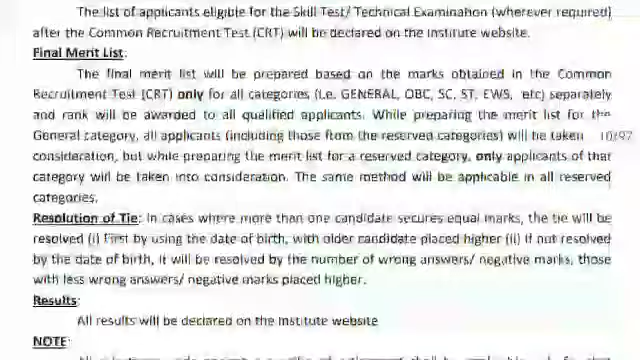 The list of applicants eligible for the Skill Test/ Technical Examination (wherever required)
after the Common Recruitment Test (CRT) will be declared on the Institute website.
Final Merit List:
The final merit list will be prepared based on the marks obtained in the Common
Recruitment Test (CRT) only for all categories (i.e. GENERAL, OBC, SC, ST, EWS, etc) separately
and rank will be awarded to all qualified applicants. While preparing the merit list for the
General category, all applicants (including those from the reserved categories) will be taken 10/97
consideration, but while preparing the merit list for a reserved category, only applicants of that
category will be taken into consideration. The same method will be applicable in all reserved
categories.
Resolution of Tie: In cases where more than one candidate secures equal marks, the tie will be
resolved (i) First by using the date of birth, with older candidate placed higher (ii) If not resolved
by the date of birth, it will be resolved by the number of wrong answers/ negative marks, those
with less wrong answers/ negative marks placed higher.
Results:
All results will be declared on the Institute website
NOTE: